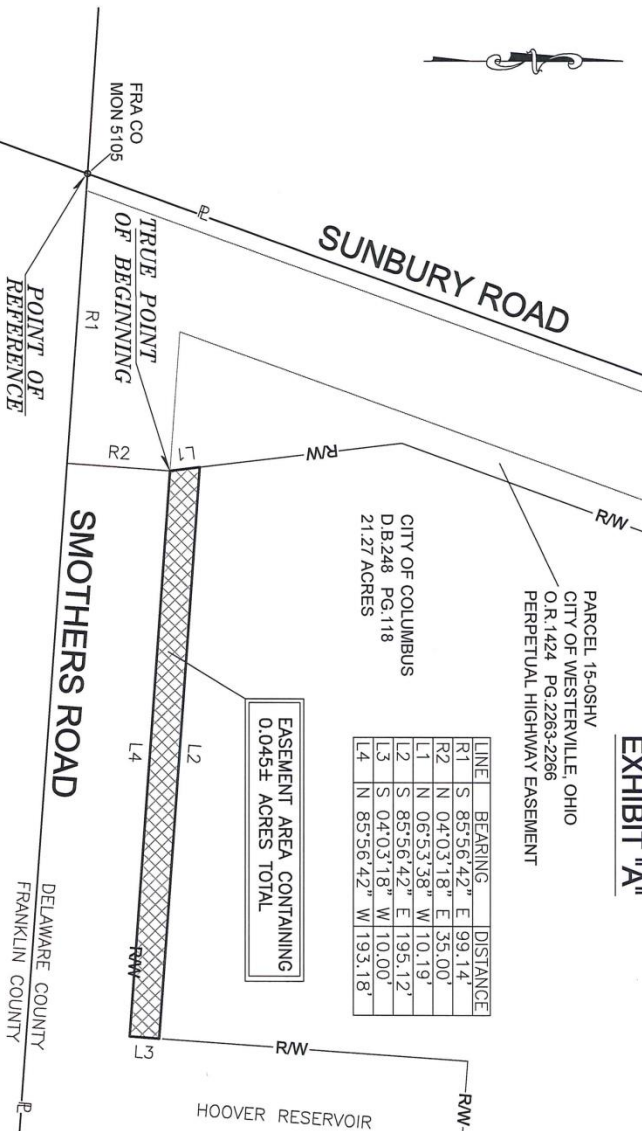 EXHIBIT "A"
PARCEL 15-0SHV
CITY OF WESTERVILLE, OHIO
O.R.1424 PG.2263-2266
PERPETUAL HIGHWAY EASEMENT
SUNBURY ROAD
R/W
R/W
CITY OF COLUMBUS
D.B.248 PG.118
21.27 ACRES
LINE BEARING DISTANCE
R1 S 85°56'42" E 99.14'
R2 N 04°03'18" E 35.00'
L1 N 06°53'38" W 10.19'
L2 S 85°56'42" E 195.12'
L3 S 04°03'18" W 10.00'
L4 N 85°56'42" W 193.18'
EASEMENT AREA CONTAINING
0.045± ACRES TOTAL
FRA CO
MON 5105
PL
TRUE POINT
OF BEGINNING
POINT OF
REFERENCE
R1
R2
L1
L2
L4
L3
R/W
R/W
R/W
HOOVER RESERVOIR
SMOTHERS ROAD
DELAWARE COUNTY
FRANKLIN COUNTY
PL